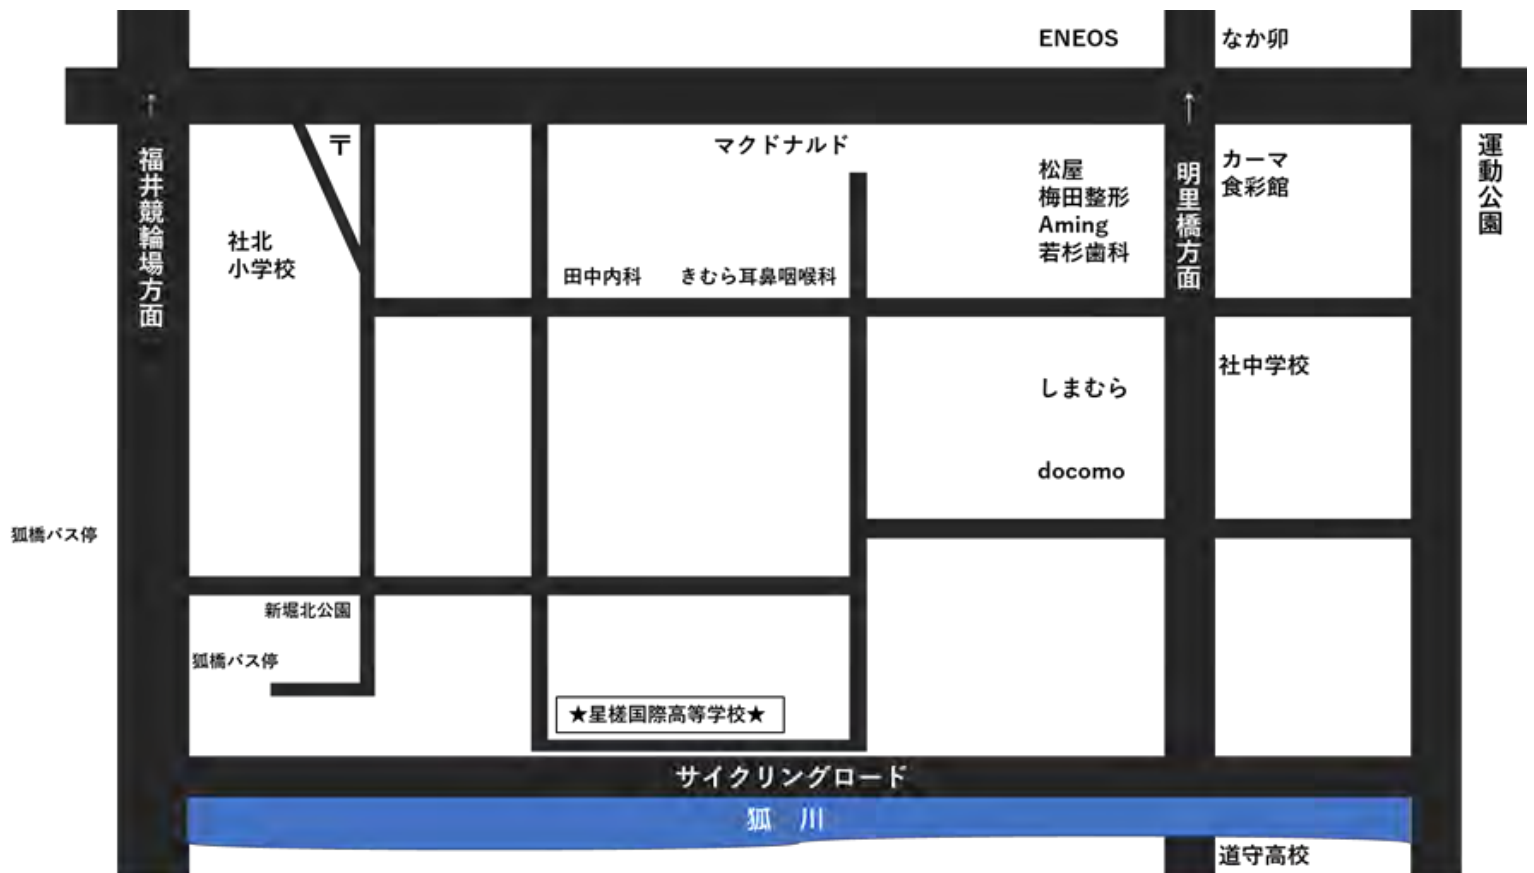 ENEOS
なか卯
↑
福井競輪場方面
〒
マクドナルド
↑
明里橋方面
カーマ
食彩館
運動公園
松屋
梅田整形
Aming
若杉歯科
社北
小学校
田中内科
きむら耳鼻咽喉科
社中学校
しまむら
docomo
狐橋バス停
新堀北公園
狐橋バス停
★星槎国際高等学校★
サイクリングロード
狐 川
道守高校